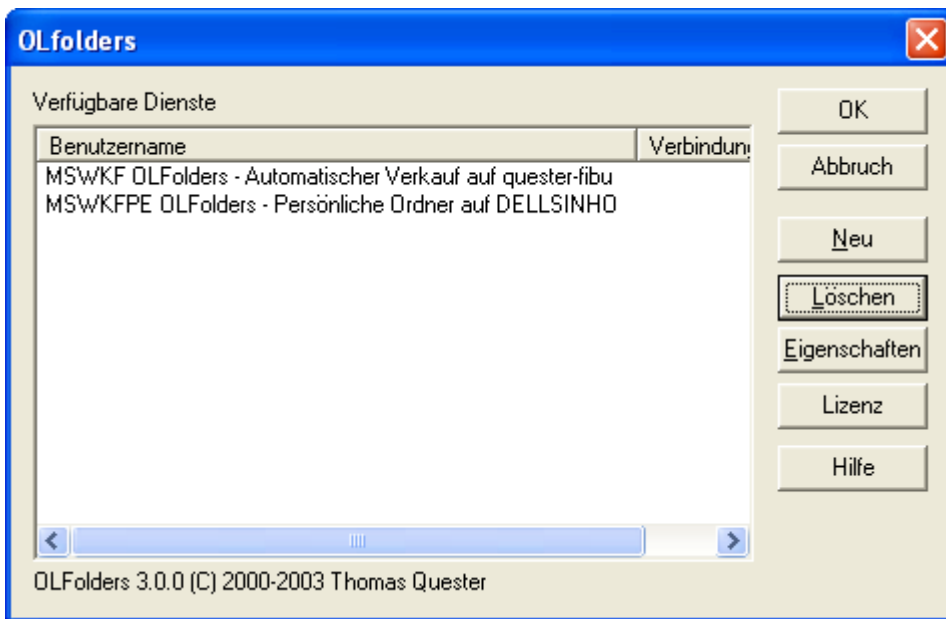 OLfolders
Verfügbare Dienste
Benutzername Verbindun
MSWKF OLFolders - Automatischer Verkauf auf quester-fibu
MSWKFPE OLFolders - Persönliche Ordner auf DELLSINHO
OK
Abbruch
Neu
Löschen
Eigenschaften
Lizenz
Hilfe
OLFolders 3.0.0 (C) 2000-2003 Thomas Quester